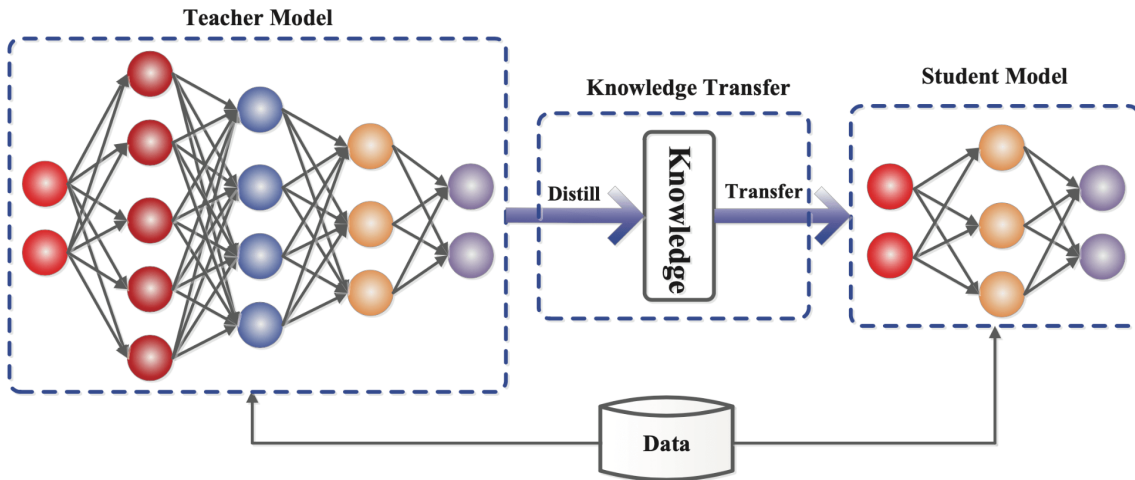 Teacher Model
Knowledge Transfer
Student Model
Distill
Knowledge
Transfer
Data